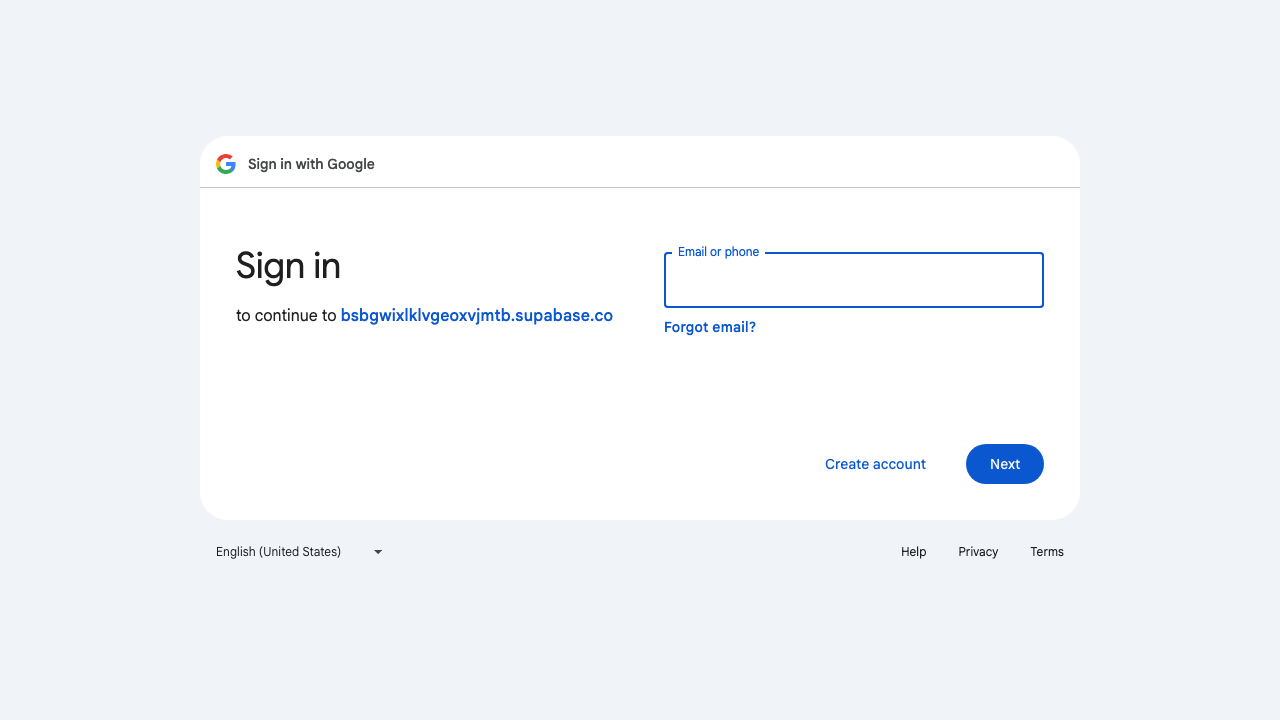 Sign in with Google
Sign in
to continue to bsbgwixlklvgeoxvjmtb.supabase.co
Email or phone
Forgot email?
Create account
Next
English (United States)
Help
Privacy
Terms